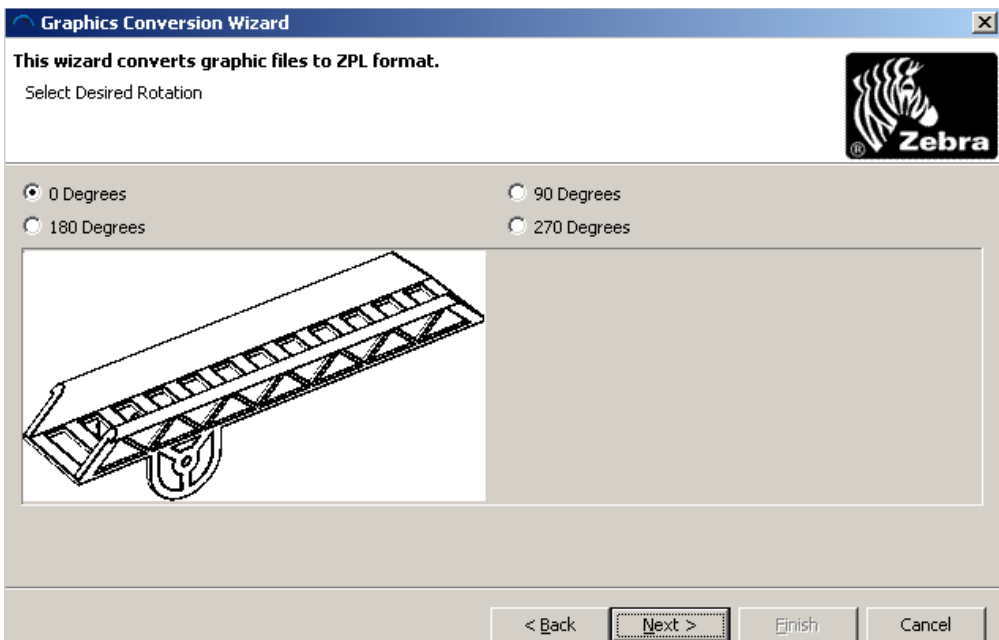 Graphics Conversion Wizard
This wizard converts graphic files to ZPL format.
Select Desired Rotation
® Zebra
0 Degrees
90 Degrees
180 Degrees
270 Degrees
< Back
Next >
Finish
Cancel